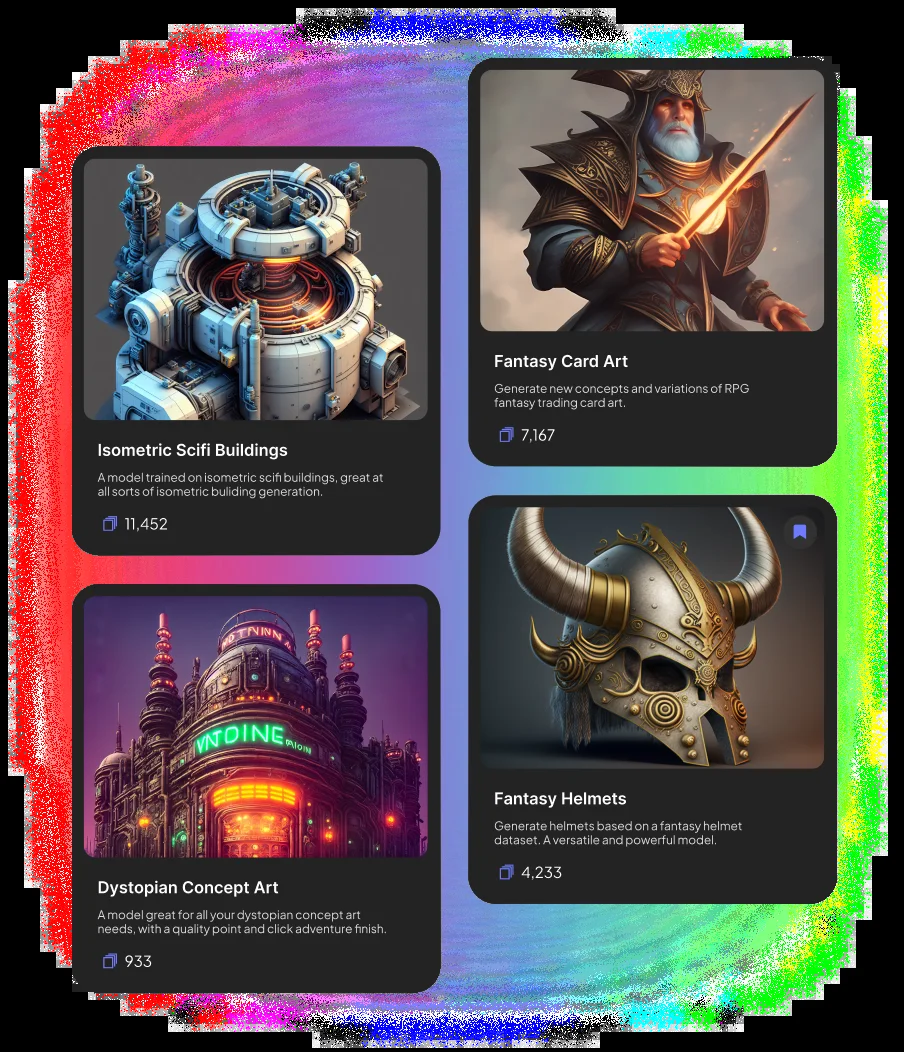 Isometric Scifi Buildings
A model trained on isometric scifi buildings, great at
all sorts of isometric buliding generation.
11,452
Dystopian Concept Art
A model great for all your dystopian concept art
needs, with a quality point and click adventure finish.
933
Fantasy Card Art
Generate new concepts and variations of RPG
fantasy trading card art.
7,167
Fantasy Helmets
Generate helmets based on a fantasy helmet
dataset. A versatile and powerful model.
4,233